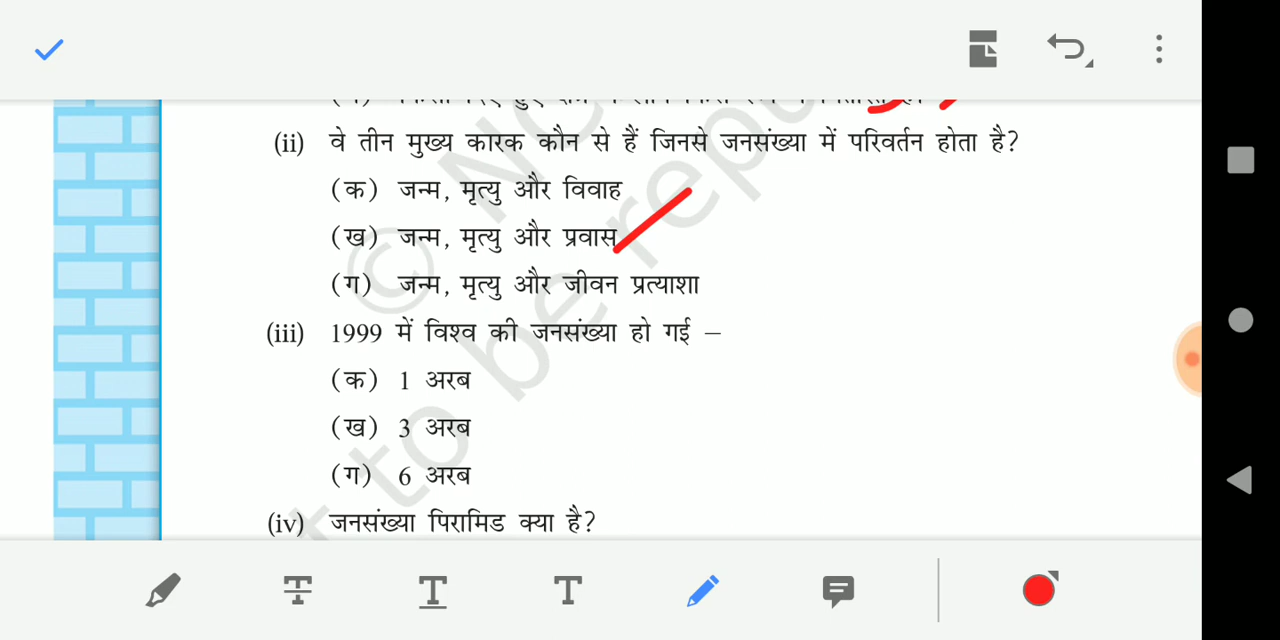 (ii) वे तीन मुख्य कारक कौन से हैं जिनसे जनसंख्या में परिवर्तन होता है?
(क) जन्म, मृत्यु और विवाह
(ख) जन्म, मृत्यु और प्रवास
(ग) जन्म, मृत्यु और जीवन प्रत्याशा
(iii) 1999 में विश्व की जनसंख्या हो गई –
(क) 1 अरब
(ख) 3 अरब
(ग) 6 अरब
(iv) जनसंख्या पिरामिड क्या है?